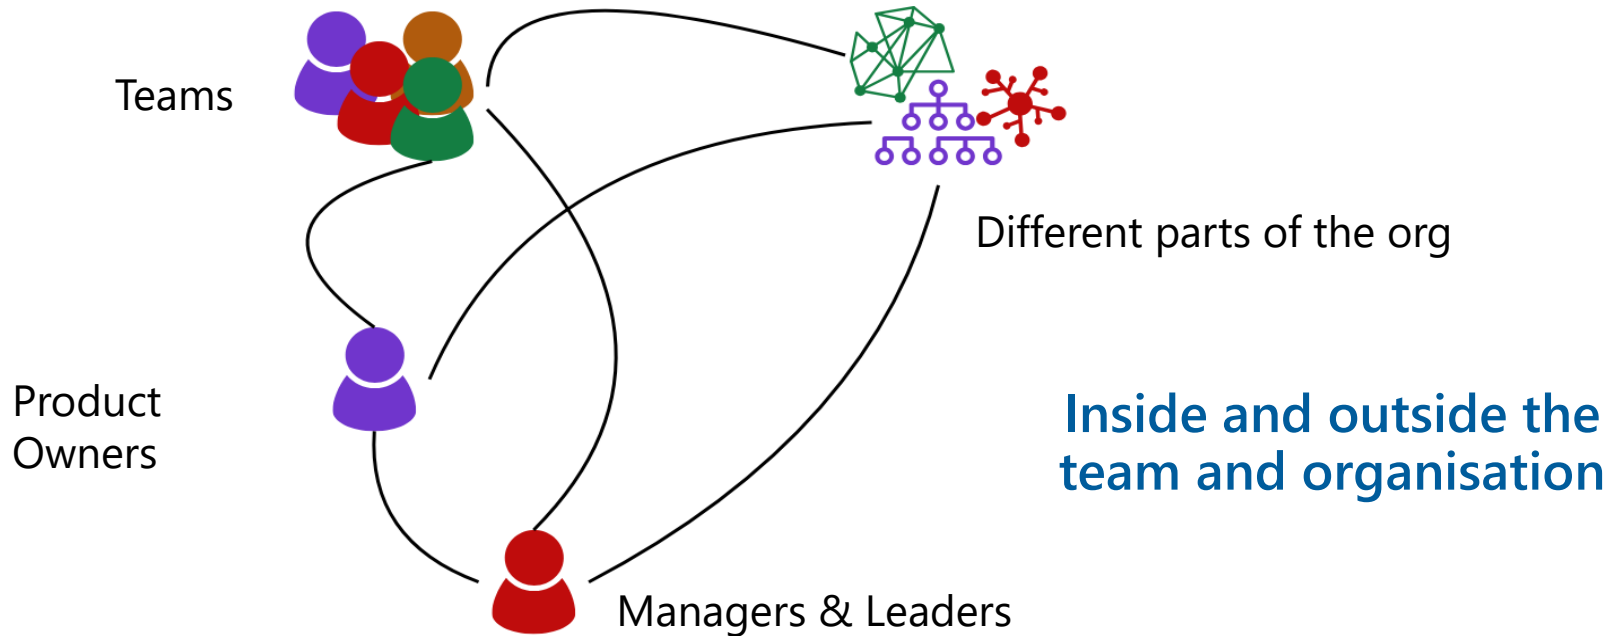 Teams
Different parts of the org
Product
Owners
Inside and outside the
team and organisation
Managers & Leaders